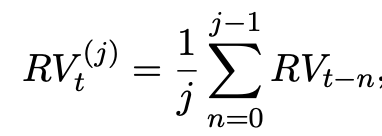 RV_t^{(j)} = \frac{1}{j} \sum_{n=0}^{j-1} RV_{t-n},